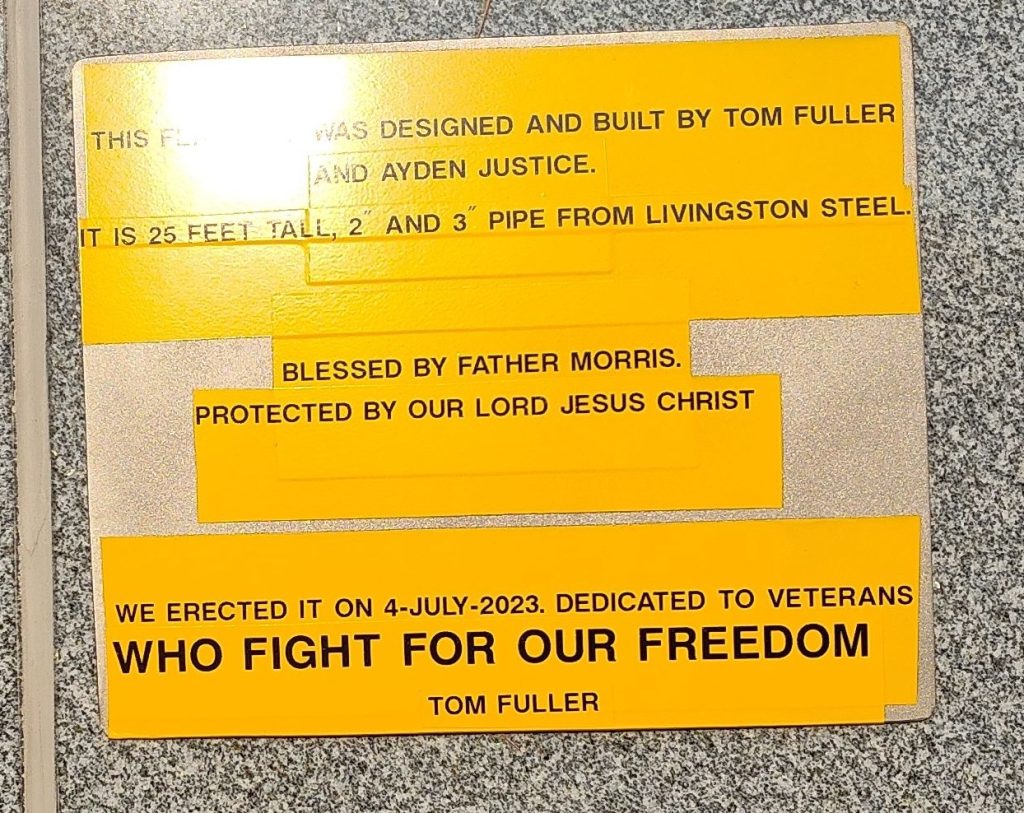 THIS WAS DESIGNED AND BUILT BY TOM FULLER
AND AYDEN JUSTICE.
IT IS 25 FEET TALL, 2" AND 3" PIPE FROM LIVINGSTON STEEL.
BLESSED BY FATHER MORRIS.
PROTECTED BY OUR LORD JESUS CHRIST
WE ERECTED IT ON 4-JULY-2023. DEDICATED TO VETERANS
WHO FIGHT FOR OUR FREEDOM
TOM FULLER